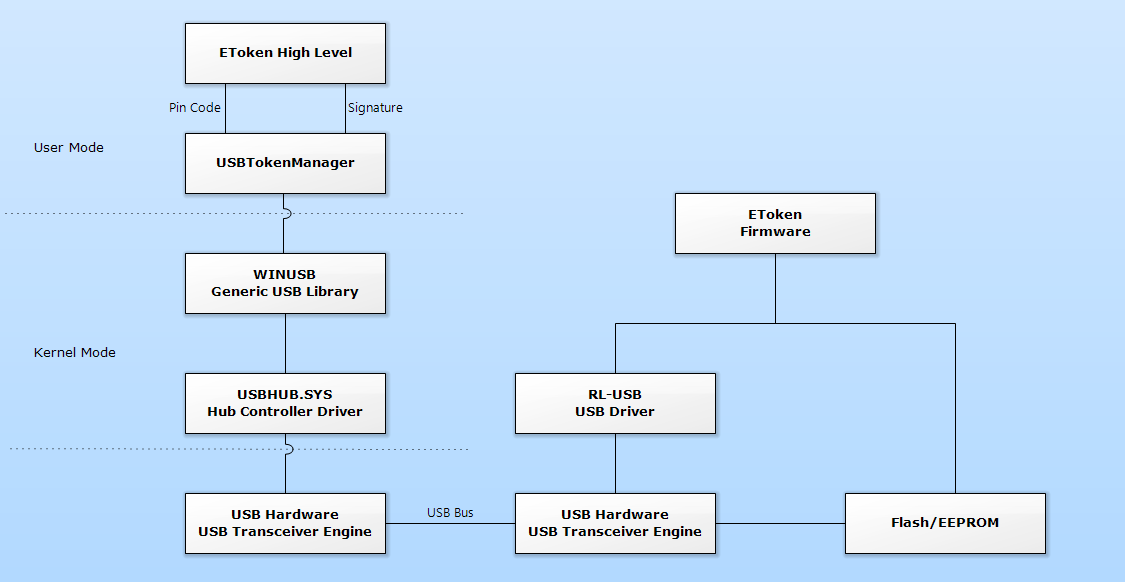 EToken High Level
Pin Code
Signature
User Mode
USBTokenManager
EToken
Firmware
WINUSB
Generic USB Library
Kernel Mode
USBHUB.SYS
Hub Controller Driver
RL-USB
USB Driver
USB Hardware
USB Transceiver Engine
USB Bus
USB Hardware
USB Transceiver Engine
Flash/EEPROM